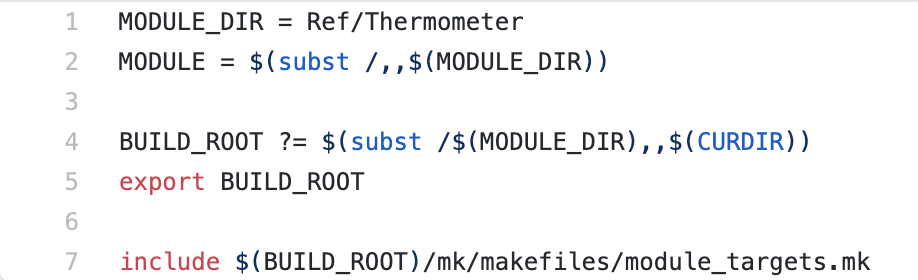 1 MODULE_DIR = Ref/Thermometer
2 MODULE = $(subst /,,$(MODULE_DIR))
3
4 BUILD_ROOT ?= $(subst /$(MODULE_DIR),,$(CURDIR))
5 export BUILD_ROOT
6
7 include $(BUILD_ROOT)/mk/makefiles/module_targets.mk